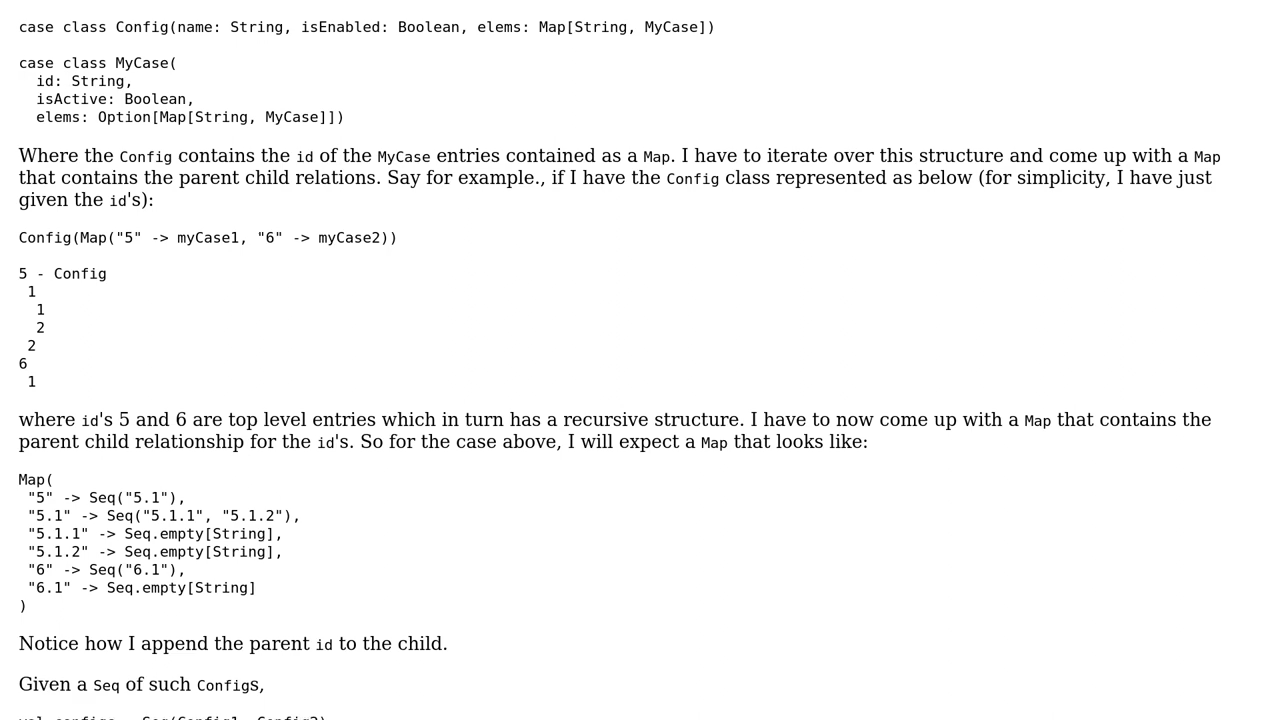 case class Config(name: String, isEnabled: Boolean, elems: Map[String, MyCase])
case class MyCase(
  id: String,
  isActive: Boolean,
  elems: Option[Map[String, MyCase]])
Where the Config contains the id of the MyCase entries contained as a Map. I have to iterate over this structure and come up with a Map
that contains the parent child relations. Say for example., if I have the Config class represented as below (for simplicity, I have just
given the id's):
Config(Map("5" -> myCase1, "6" -> myCase2))
5 - Config
 1
  1
  2
 2
6
 1
where id's 5 and 6 are top level entries which in turn has a recursive structure. I have to now come up with a Map that contains the
parent child relationship for the id's. So for the case above, I will expect a Map that looks like:
Map(
 "5" -> Seq("5.1"),
 "5.1" -> Seq("5.1.1", "5.1.2"),
 "5.1.1" -> Seq.empty[String],
 "5.1.2" -> Seq.empty[String],
 "6" -> Seq("6.1"),
 "6.1" -> Seq.empty[String]
)
Notice how I append the parent id to the child.
Given a Seq of such Configs,
val configs = Seq(Config1, Config2)